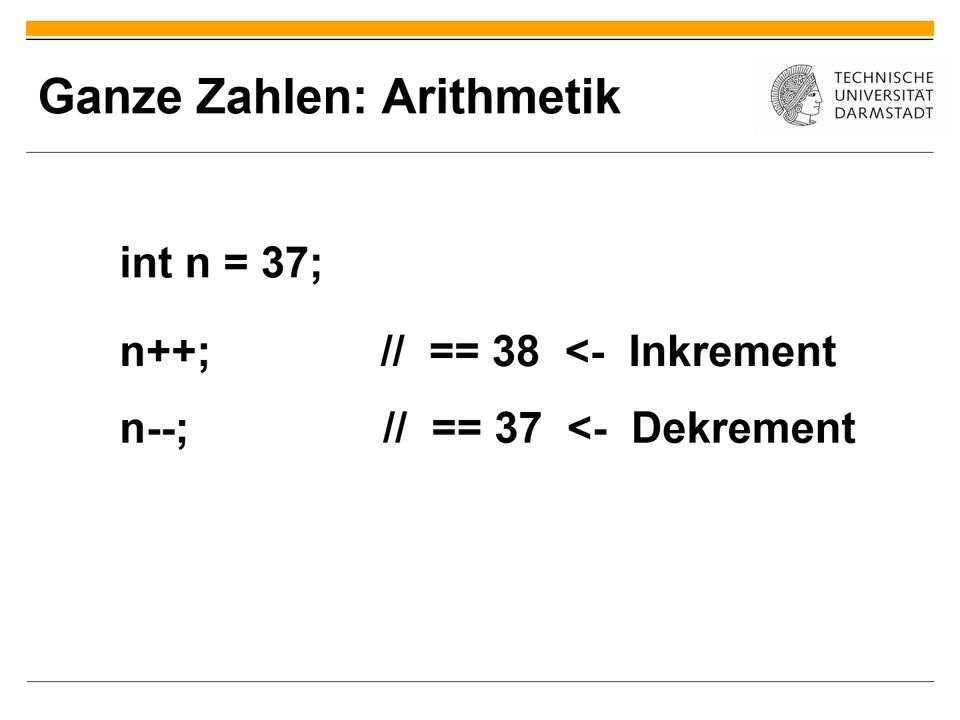 Ganze Zahlen: Arithmetik
TECHNISCHE
UNIVERSITÄT
DARMSTADT
int n = 37;
n++; // == 38 <- Inkrement
n--; // == 37 <- Dekrement